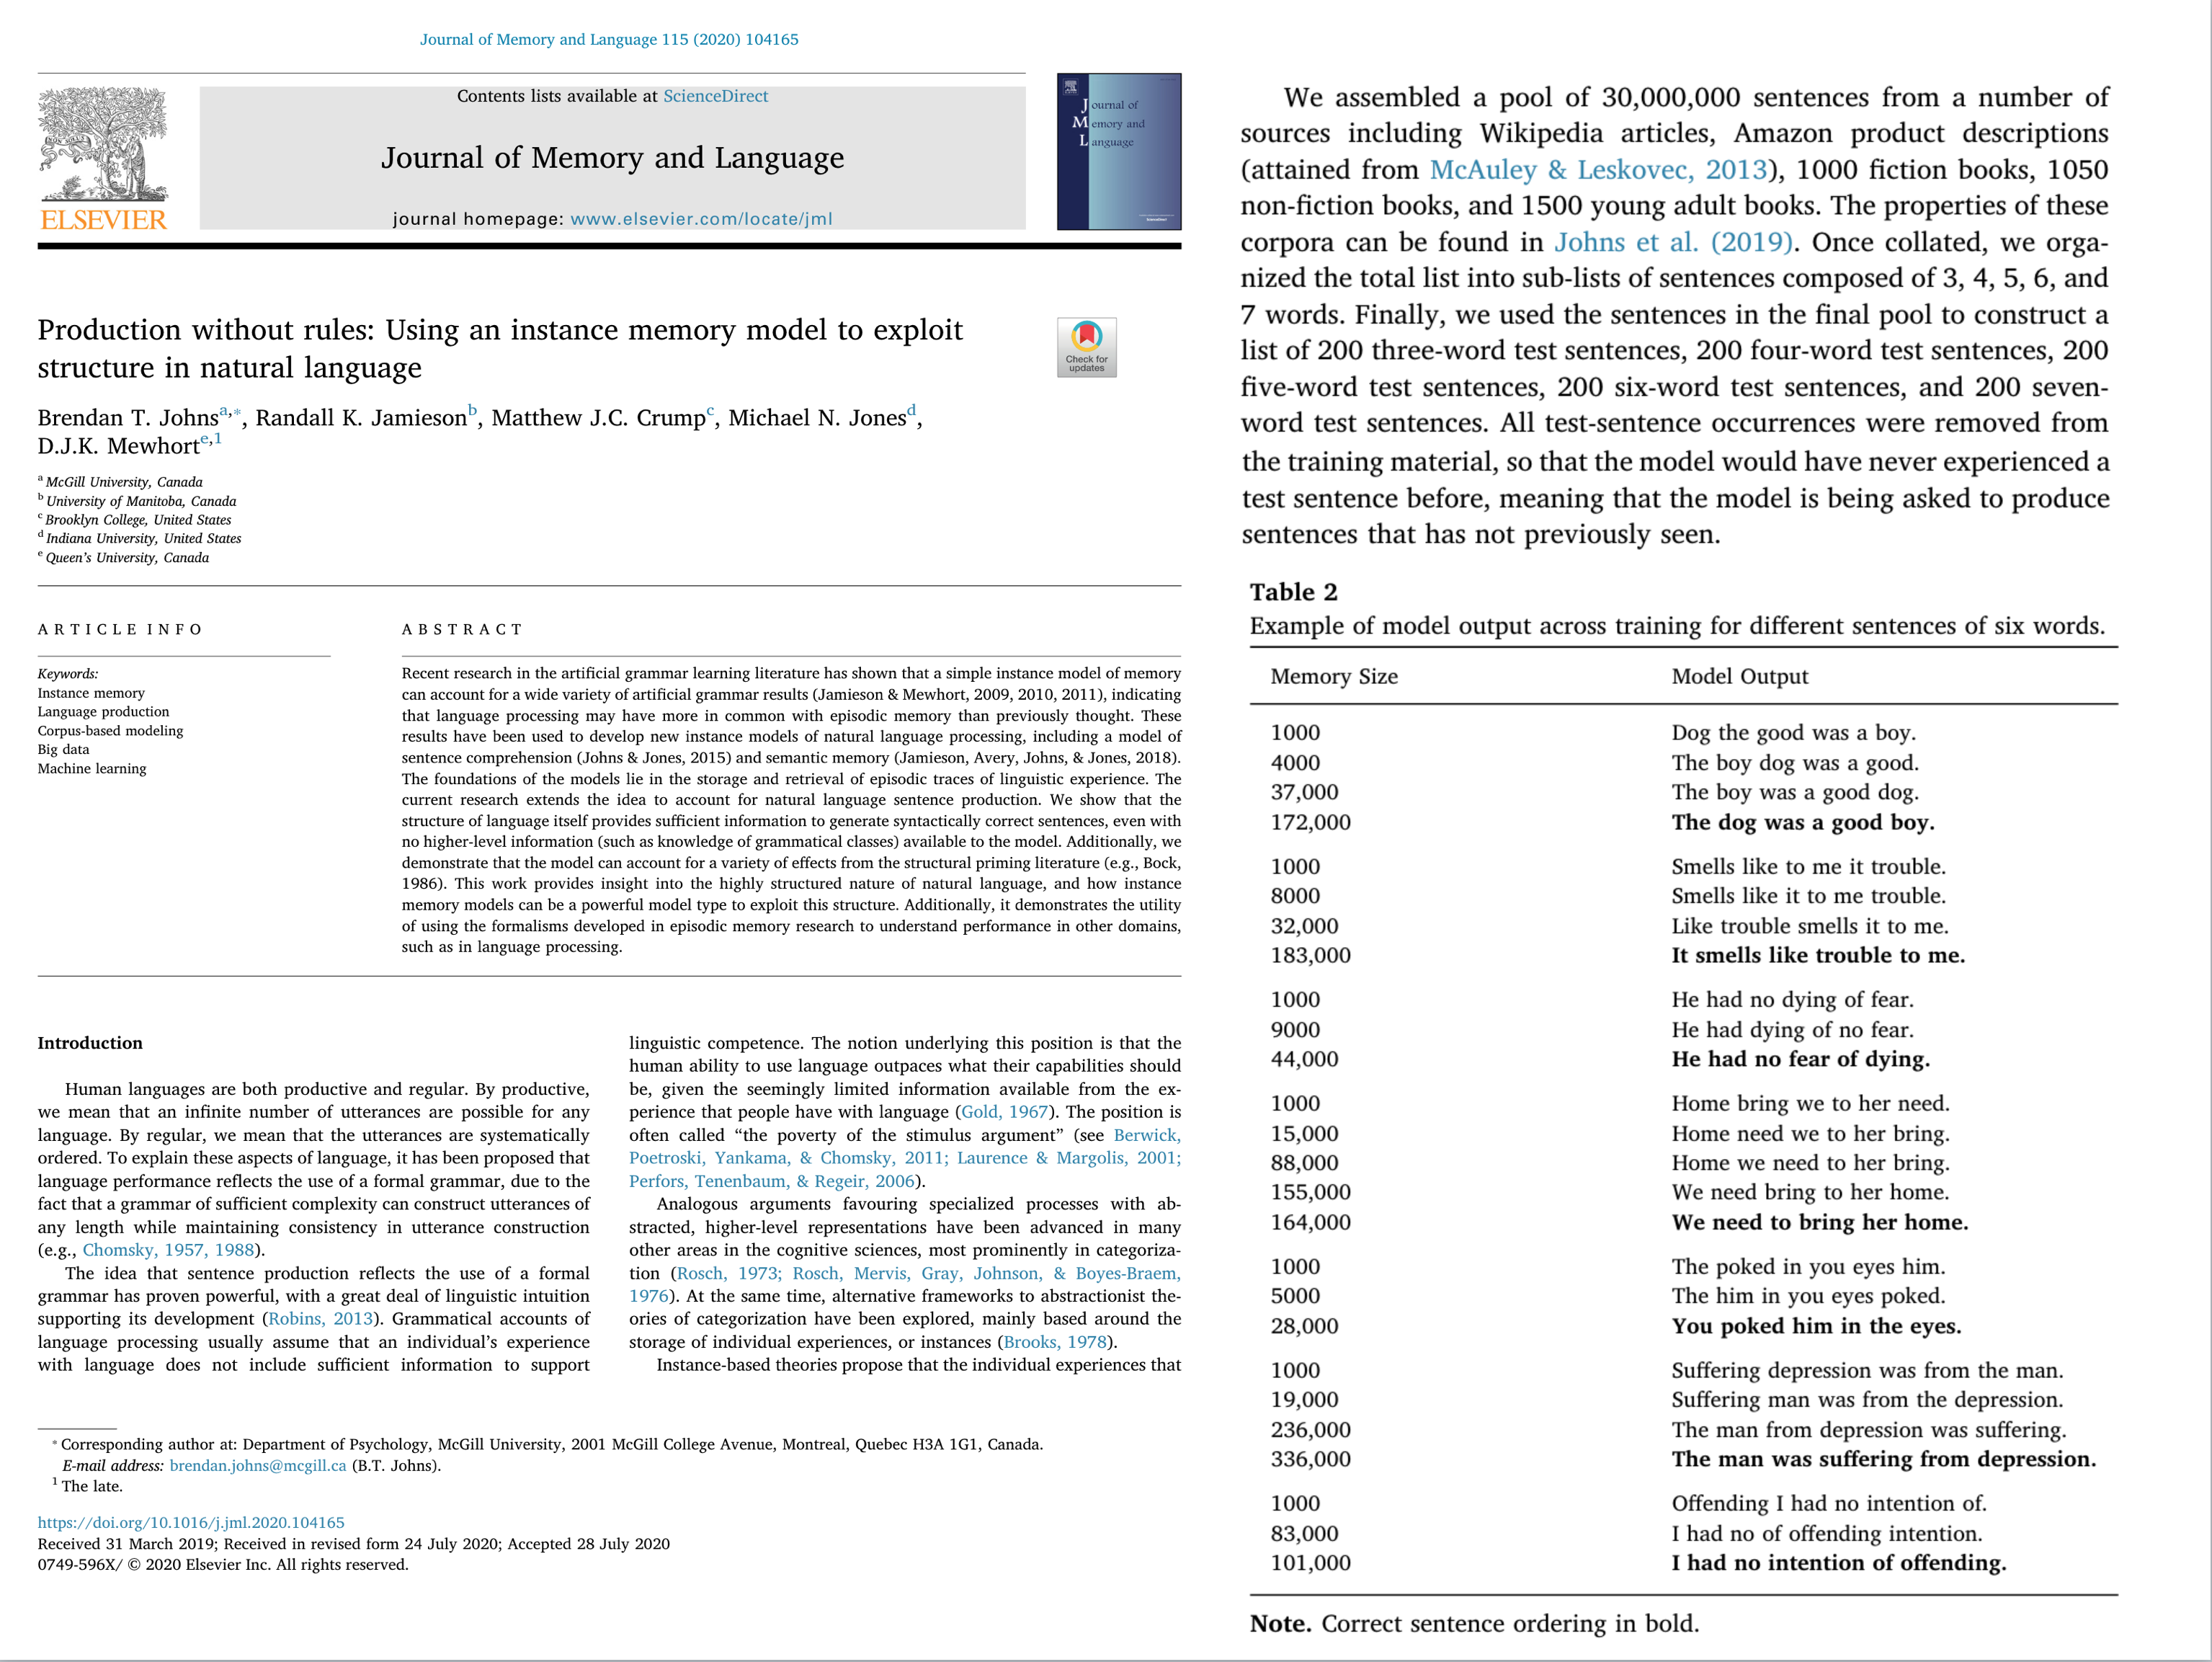 Journal of Memory and Language 115 (2020) 104165
Contents lists available at ScienceDirect
Journal of Memory and Language
journal homepage: www.elsevier.com/locate/jml
ELSEVIER
Journal of
Memory and
Language
Production without rules: Using an instance memory model to exploit
structure in natural language
Check for
updates
Brendan T. Johnsa,*, Randall K. Jamiesonb, Matthew J.C. Crumpc, Michael N. Jonesd,
D.J.K. Mewhorte,1
a McGill University, Canada
b University of Manitoba, Canada
c Brooklyn College, United States
d Indiana University, United States
e Queen's University, Canada
ARTICLE INFO
Keywords:
Instance memory
Language production
Corpus-based modeling
Big data
Machine learning
ABSTRACT
Recent research in the artificial grammar learning literature has shown that a simple instance model of memory
can account for a wide variety of artificial grammar results (Jamieson & Mewhort, 2009, 2010, 2011), indicating
that language processing may have more in common with episodic memory than previously thought. These
results have been used to develop new instance models of natural language processing, including a model of
sentence comprehension (Johns & Jones, 2015) and semantic memory (Jamieson, Avery, Johns, & Jones, 2018).
The foundations of the models lie in the storage and retrieval of episodic traces of linguistic experience. The
current research extends the idea to account for natural language sentence production. We show that the
structure of language itself provides sufficient information to generate syntactically correct sentences, even with
no higher-level information (such as knowledge of grammatical classes) available to the model. Additionally, we
demonstrate that the model can account for a variety of effects from the structural priming literature (e.g., Bock,
1986). This work provides insight into the highly structured nature of natural language, and how instance
memory models can be a powerful model type to exploit this structure. Additionally, it demonstrates the utility
of using the formalisms developed in episodic memory research to understand performance in other domains,
such as in language processing.
Introduction
Human languages are both productive and regular. By productive,
we mean that an infinite number of utterances are possible for any
language. By regular, we mean that the utterances are systematically
ordered. To explain these aspects of language, it has been proposed that
language performance reflects the use of a formal grammar, due to the
fact that a grammar of sufficient complexity can construct utterances of
any length while maintaining consistency in utterance construction
(e.g., Chomsky, 1957, 1988).
The idea that sentence production reflects the use of a formal
grammar has proven powerful, with a great deal of linguistic intuition
supporting its development (Robins, 2013). Grammatical accounts of
language processing usually assume that an individual's experience
with language does not include sufficient information to support
linguistic competence. The notion underlying this position is that the
human ability to use language outpaces what their capabilities should
be, given the seemingly limited information available from the ex-
perience that people have with language (Gold, 1967). The position is
often called “the poverty of the stimulus argument” (see Berwick,
Poetroski, Yankama, & Chomsky, 2011; Laurence & Margolis, 2001;
Perfors, Tenenbaum, & Regeir, 2006).
Analogous arguments favouring specialized processes with ab-
stracted, higher-level representations have been advanced in many
other areas in the cognitive sciences, most prominently in categoriza-
tion (Rosch, 1973; Rosch, Mervis, Gray, Johnson, & Boyes-Braem,
1976). At the same time, alternative frameworks to abstractionist the-
ories of categorization have been explored, mainly based around the
storage of individual experiences, or instances (Brooks, 1978).
Instance-based theories propose that the individual experiences that
* Corresponding author at: Department of Psychology, McGill University, 2001 McGill College Avenue, Montreal, Quebec H3A 1G1, Canada.
E-mail address: brendan.johns@mcgill.ca (B.T. Johns).
1 The late.
https://doi.org/10.1016/j.jml.2020.104165
Received 31 March 2019; Received in revised form 24 July 2020; Accepted 28 July 2020
0749-596X/ © 2020 Elsevier Inc. All rights reserved.
We assembled a pool of 30,000,000 sentences from a number of
sources including Wikipedia articles, Amazon product descriptions
(attained from McAuley & Leskovec, 2013), 1000 fiction books, 1050
non-fiction books, and 1500 young adult books. The properties of these
corpora can be found in Johns et al. (2019). Once collated, we orga-
nized the total list into sub-lists of sentences composed of 3, 4, 5, 6, and
7 words. Finally, we used the sentences in the final pool to construct a
list of 200 three-word test sentences, 200 four-word test sentences, 200
five-word test sentences, 200 six-word test sentences, and 200 seven-
word test sentences. All test-sentence occurrences were removed from
the training material, so that the model would have never experienced a
test sentence before, meaning that the model is being asked to produce
sentences that has not previously seen.
Table 2
Example of model output across training for different sentences of six words.
Memory Size Model Output
1000 Dog the good was a boy.
4000 The boy dog was a good.
37,000 The boy was a good dog.
172,000 The dog was a good boy.
1000 Smells like to me it trouble.
8000 Smells like it to me trouble.
32,000 Like trouble smells it to me.
183,000 It smells like trouble to me.
1000 He had no dying of fear.
9000 He had dying of no fear.
44,000 He had no fear of dying.
1000 Home bring we to her need.
15,000 Home need we to her bring.
88,000 Home we need to her bring.
155,000 We need bring to her home.
164,000 We need to bring her home.
1000 The poked in you eyes him.
5000 The him in you eyes poked.
28,000 You poked him in the eyes.
1000 Suffering depression was from the man.
19,000 Suffering man was from the depression.
236,000 The man from depression was suffering.
336,000 The man was suffering from depression.
1000 Offending I had no intention of.
83,000 I had no of offending intention.
101,000 I had no intention of offending.
Note. Correct sentence ordering in bold.